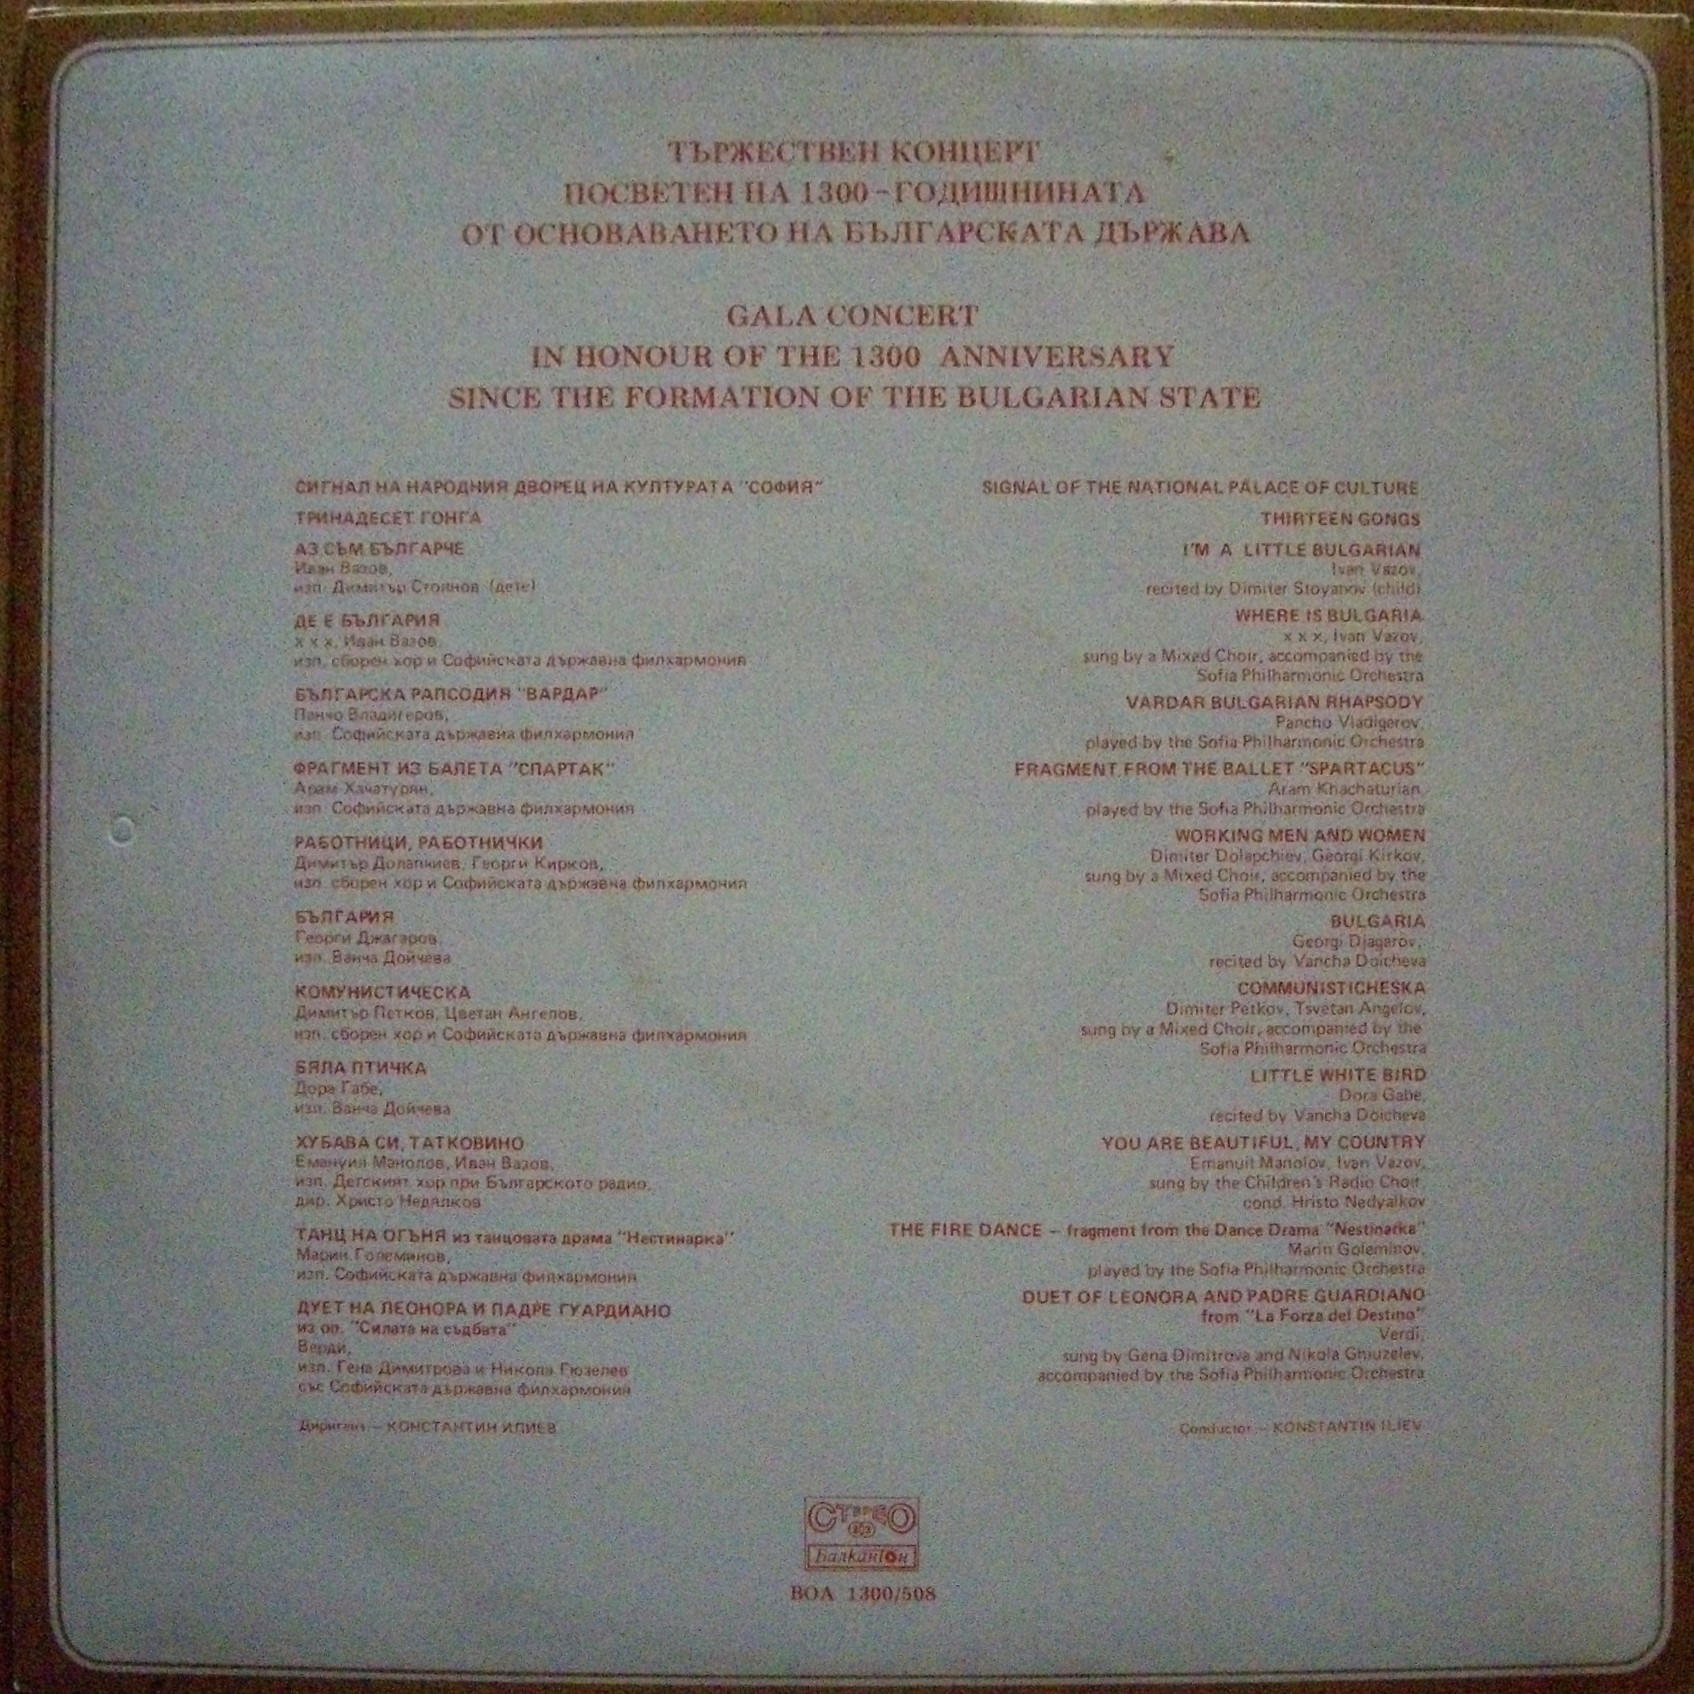 ТЪРЖЕСТВЕН КОНЦЕРТ
ПОСВЕТЕН НА 1300-ГОДИШНИНАТА
ОТ ОСНОВАВАНЕТО НА БЪЛГАРСКАТА ДЪРЖАВА
GALA CONCERT
IN HONOUR OF THE 1300 ANNIVERSARY
SINCE THE FORMATION OF THE BULGARIAN STATE
СИГНАЛ НА НАРОДНИЯ ДВОРЕЦ НА КУЛТУРАТА "СОФИЯ"
ТРИНАДЕСЕТ ГОНГА
АЗ СЪМ БЪЛГАРЧЕ
Иван Вазов,
изп. Димитър Стоянов (дете)
ДЕ Е БЪЛГАРИЯ
х х х, Иван Вазов,
изп. сборен хор и Софийската държавна филхармония
БЪЛГАРСКА РАПСОДИЯ "ВАРДАР"
Панчо Владигеров,
изп. Софийската държавна филхармония
ФРАГМЕНТ ИЗ БАЛЕТА "СПАРТАК"
Арам Хачатурян,
изп. Софийската държавна филхармония
РАБОТНИЦИ, РАБОТНИЧКИ
Димитър Долапчиев, Георги Кирков,
изп. сборен хор и Софийската държавна филхармония
БЪЛГАРИЯ
Георги Джагаров,
изп. Ванча Дойчева
КОМУНИСТИЧЕСКА
Димитър Петков, Цветан Ангелов,
изп. сборен хор и Софийската държавна филхармония
БЯЛА ПТИЧКА
Дора Габе,
изп. Ванча Дойчева
ХУБАВА СИ, ТАТКОВИНО
Емануил Манолов, Иван Вазов,
изп. Детският хор при Българското радио,
дир. Христо Недялков
ТАНЦ НА ОГЪНЯ из танцовата драма "Нестинарка"
Марин Големинов,
изп. Софийската държавна филхармония
ДУЕТ НА ЛЕОНОРА И ПАДРЕ ГУАРДИАНО
из оп. "Силата на съдбата"
Верди,
изп. Гена Димитрова и Никола Гюзелев
със Софийската държавна филхармония
Диригент – КОНСТАНТИН ИЛИЕВ
SIGNAL OF THE NATIONAL PALACE OF CULTURE
THIRTEEN GONGS
I'M A LITTLE BULGARIAN
Ivan Vazov,
recited by Dimiter Stoyanov (child)
WHERE IS BULGARIA
x x x, Ivan Vazov,
sung by a Mixed Choir, accompanied by the
Sofia Philharmonic Orchestra
VARDAR BULGARIAN RHAPSODY
Pancho Vladigerov,
played by the Sofia Philharmonic Orchestra
FRAGMENT FROM THE BALLET "SPARTACUS"
Aram Khachaturian,
played by the Sofia Philharmonic Orchestra
WORKING MEN AND WOMEN
Dimiter Dolapchiev, Georgi Kirkov,
sung by a Mixed Choir, accompanied by the
Sofia Philharmonic Orchestra
BULGARIA
Georgi Djagarov,
recited by Vancha Doicheva
COMMUNISTICHESKA
Dimiter Petkov, Tsvetan Angelov,
sung by a Mixed Choir, accompanied by the
Sofia Philharmonic Orchestra
LITTLE WHITE BIRD
Dora Gabe,
recited by Vancha Doicheva
YOU ARE BEAUTIFUL, MY COUNTRY
Emanuil Manolov, Ivan Vazov,
sung by the Children's Radio Choir,
cond. Hristo Nedyalkov
THE FIRE DANCE – fragment from the Dance Drama "Nestinarka"
Marin Goleminov,
played by the Sofia Philharmonic Orchestra
DUET OF LEONORA AND PADRE GUARDIANO
from "La Forza del Destino"
Verdi,
sung by Gena Dimitrova and Nikola Ghiuzelev,
accompanied by the Sofia Philharmonic Orchestra
Conductor – KONSTANTIN ILIEV
СТЕРЕО
Балкантон
ВОА 1300/508